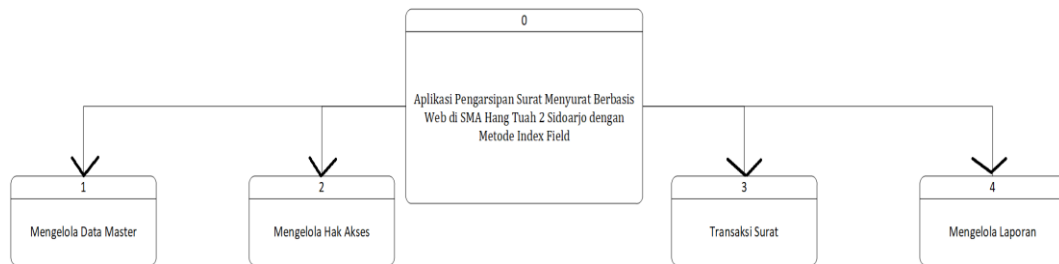 0
Aplikasi Pengarsipan Surat Menyurat Berbasis
Web di SMA Hang Tuah 2 Sidoarjo dengan
Metode Index Field
1
Mengelola Data Master
2
Mengelola Hak Akses
3
Transaksi Surat
4
Mengelola Laporan